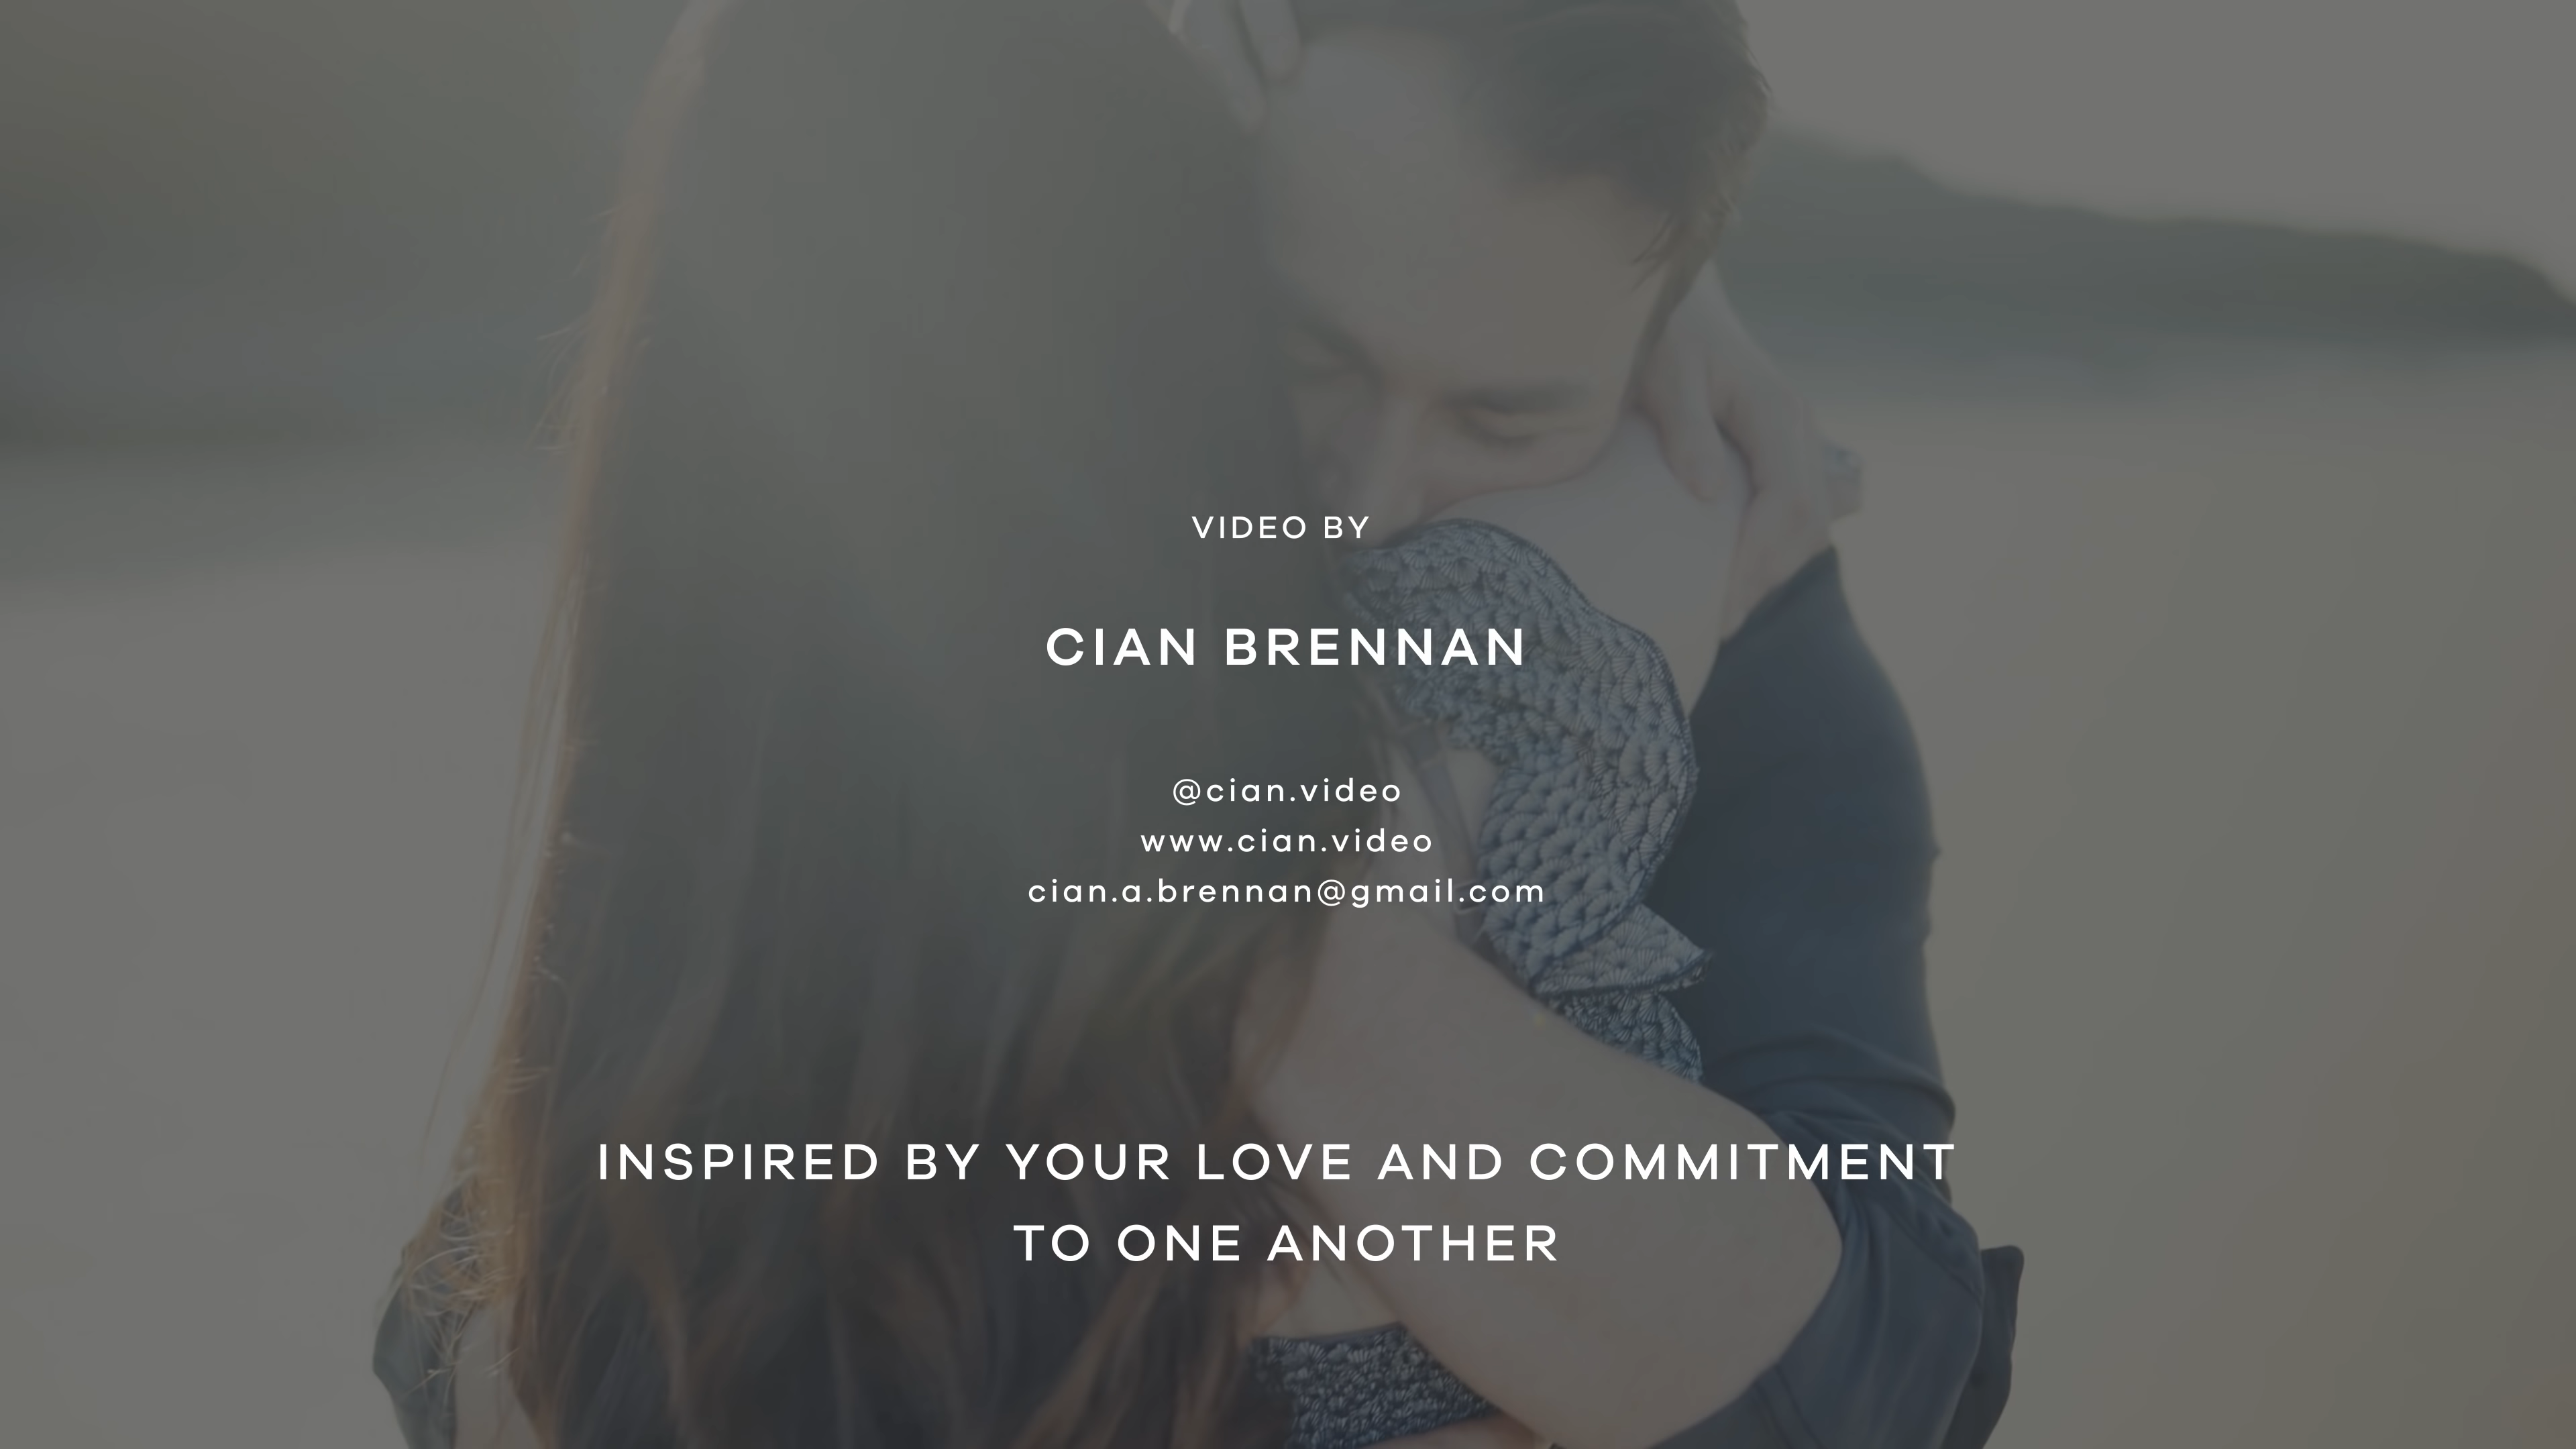 VIDEO BY
CIAN BRENNAN
@cian.video
www.cian.video
cian.a.brennan@gmail.com
INSPIRED BY YOUR LOVE AND COMMITMENT
TO ONE ANOTHER